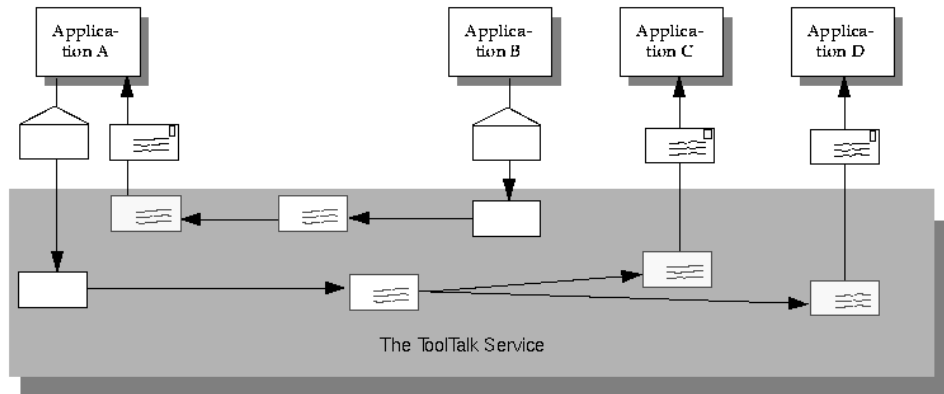 Applica-
tion A
Applica-
tion B
Applica-
tion C
Applica-
tion D
The ToolTalk Service